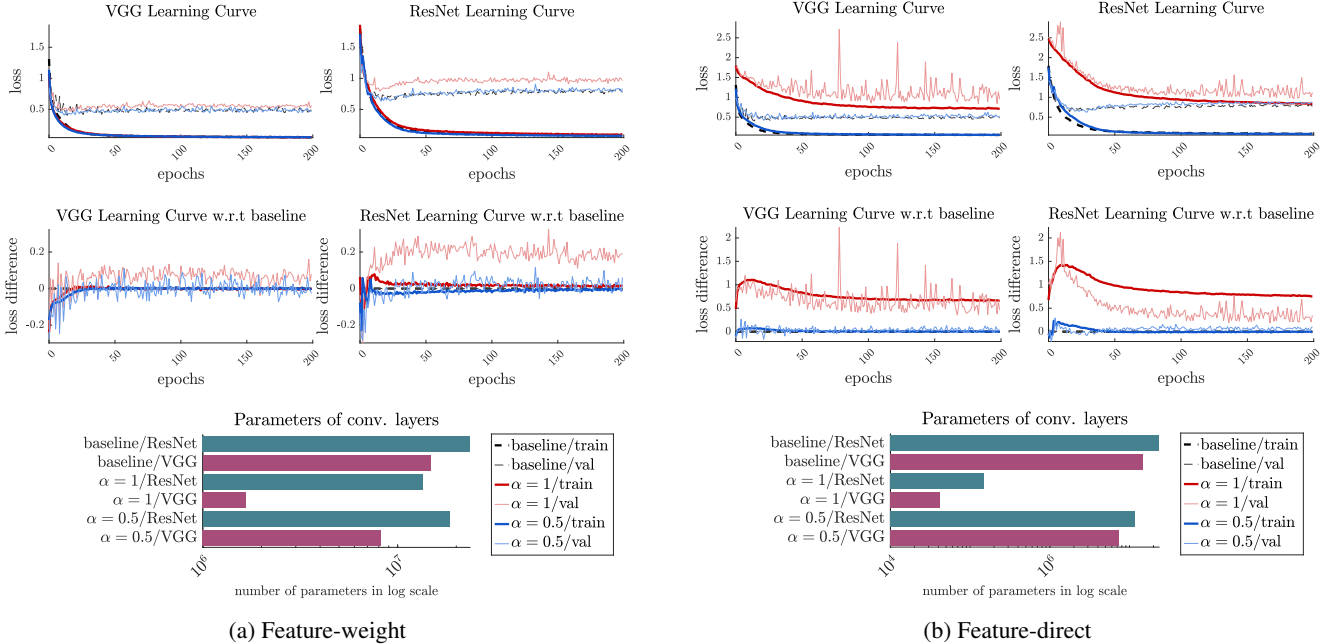 VGG Learning Curve
ResNet Learning Curve
loss
1.5
1
0.5
0
50
100
150
200
epochs
loss
1.5
1
0.5
0
50
100
150
200
epochs
VGG Learning Curve w.r.t baseline
ResNet Learning Curve w.r.t baseline
loss difference
0.2
0
-0.2
0
50
100
150
200
epochs
loss difference
0.2
0
-0.2
0
50
100
150
200
epochs
Parameters of conv. layers
baseline/ResNet
baseline/VGG
α = 1/ResNet
α = 1/VGG
α = 0.5/ResNet
α = 0.5/VGG
10⁶
10⁷
number of parameters in log scale
baseline/train
baseline/val
α = 1/train
α = 1/val
α = 0.5/train
α = 0.5/val
(a) Feature-weight
VGG Learning Curve
ResNet Learning Curve
loss
2.5
2
1.5
1
0.5
0
50
100
150
200
epochs
loss
2.5
2
1.5
1
0.5
0
50
100
150
200
epochs
VGG Learning Curve w.r.t baseline
ResNet Learning Curve w.r.t baseline
loss difference
2
1.5
1
0.5
0
0
50
100
150
200
epochs
loss difference
2
1.5
1
0.5
0
0
50
100
150
200
epochs
Parameters of conv. layers
baseline/ResNet
baseline/VGG
α = 1/ResNet
α = 1/VGG
α = 0.5/ResNet
α = 0.5/VGG
10⁴
10⁶
number of parameters in log scale
baseline/train
baseline/val
α = 1/train
α = 1/val
α = 0.5/train
α = 0.5/val
(b) Feature-direct